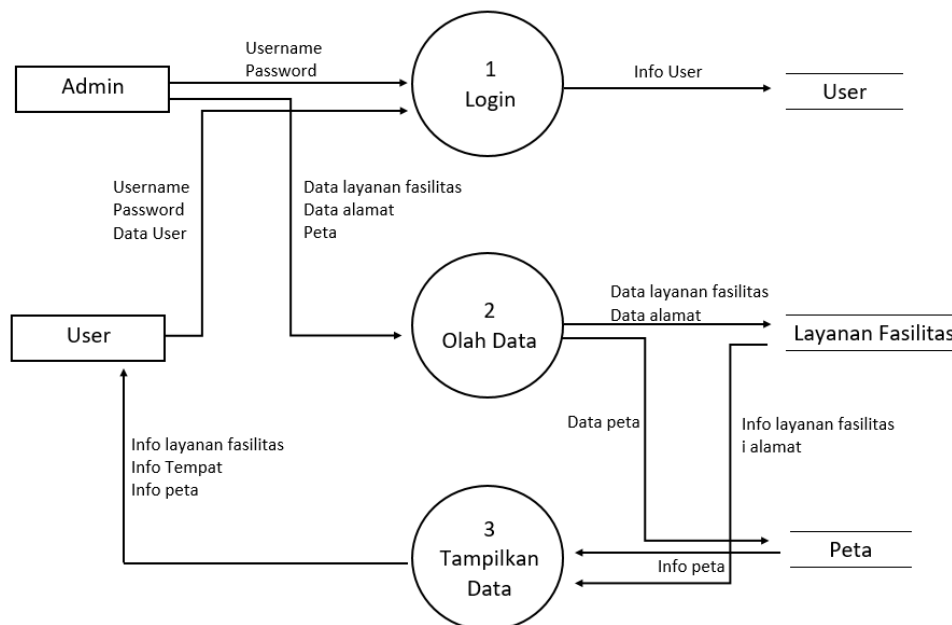 Username
Password
Admin
1
Login
Info User
User
Username
Password
Data User
Data layanan fasilitas
Data alamat
Peta
User
2
Olah Data
Data layanan fasilitas
Data alamat
Layanan Fasilitas
Data peta
Info layanan fasilitas
i alamat
Info layanan fasilitas
Info Tempat
Info peta
3
Tampilkan
Data
Info peta
Peta